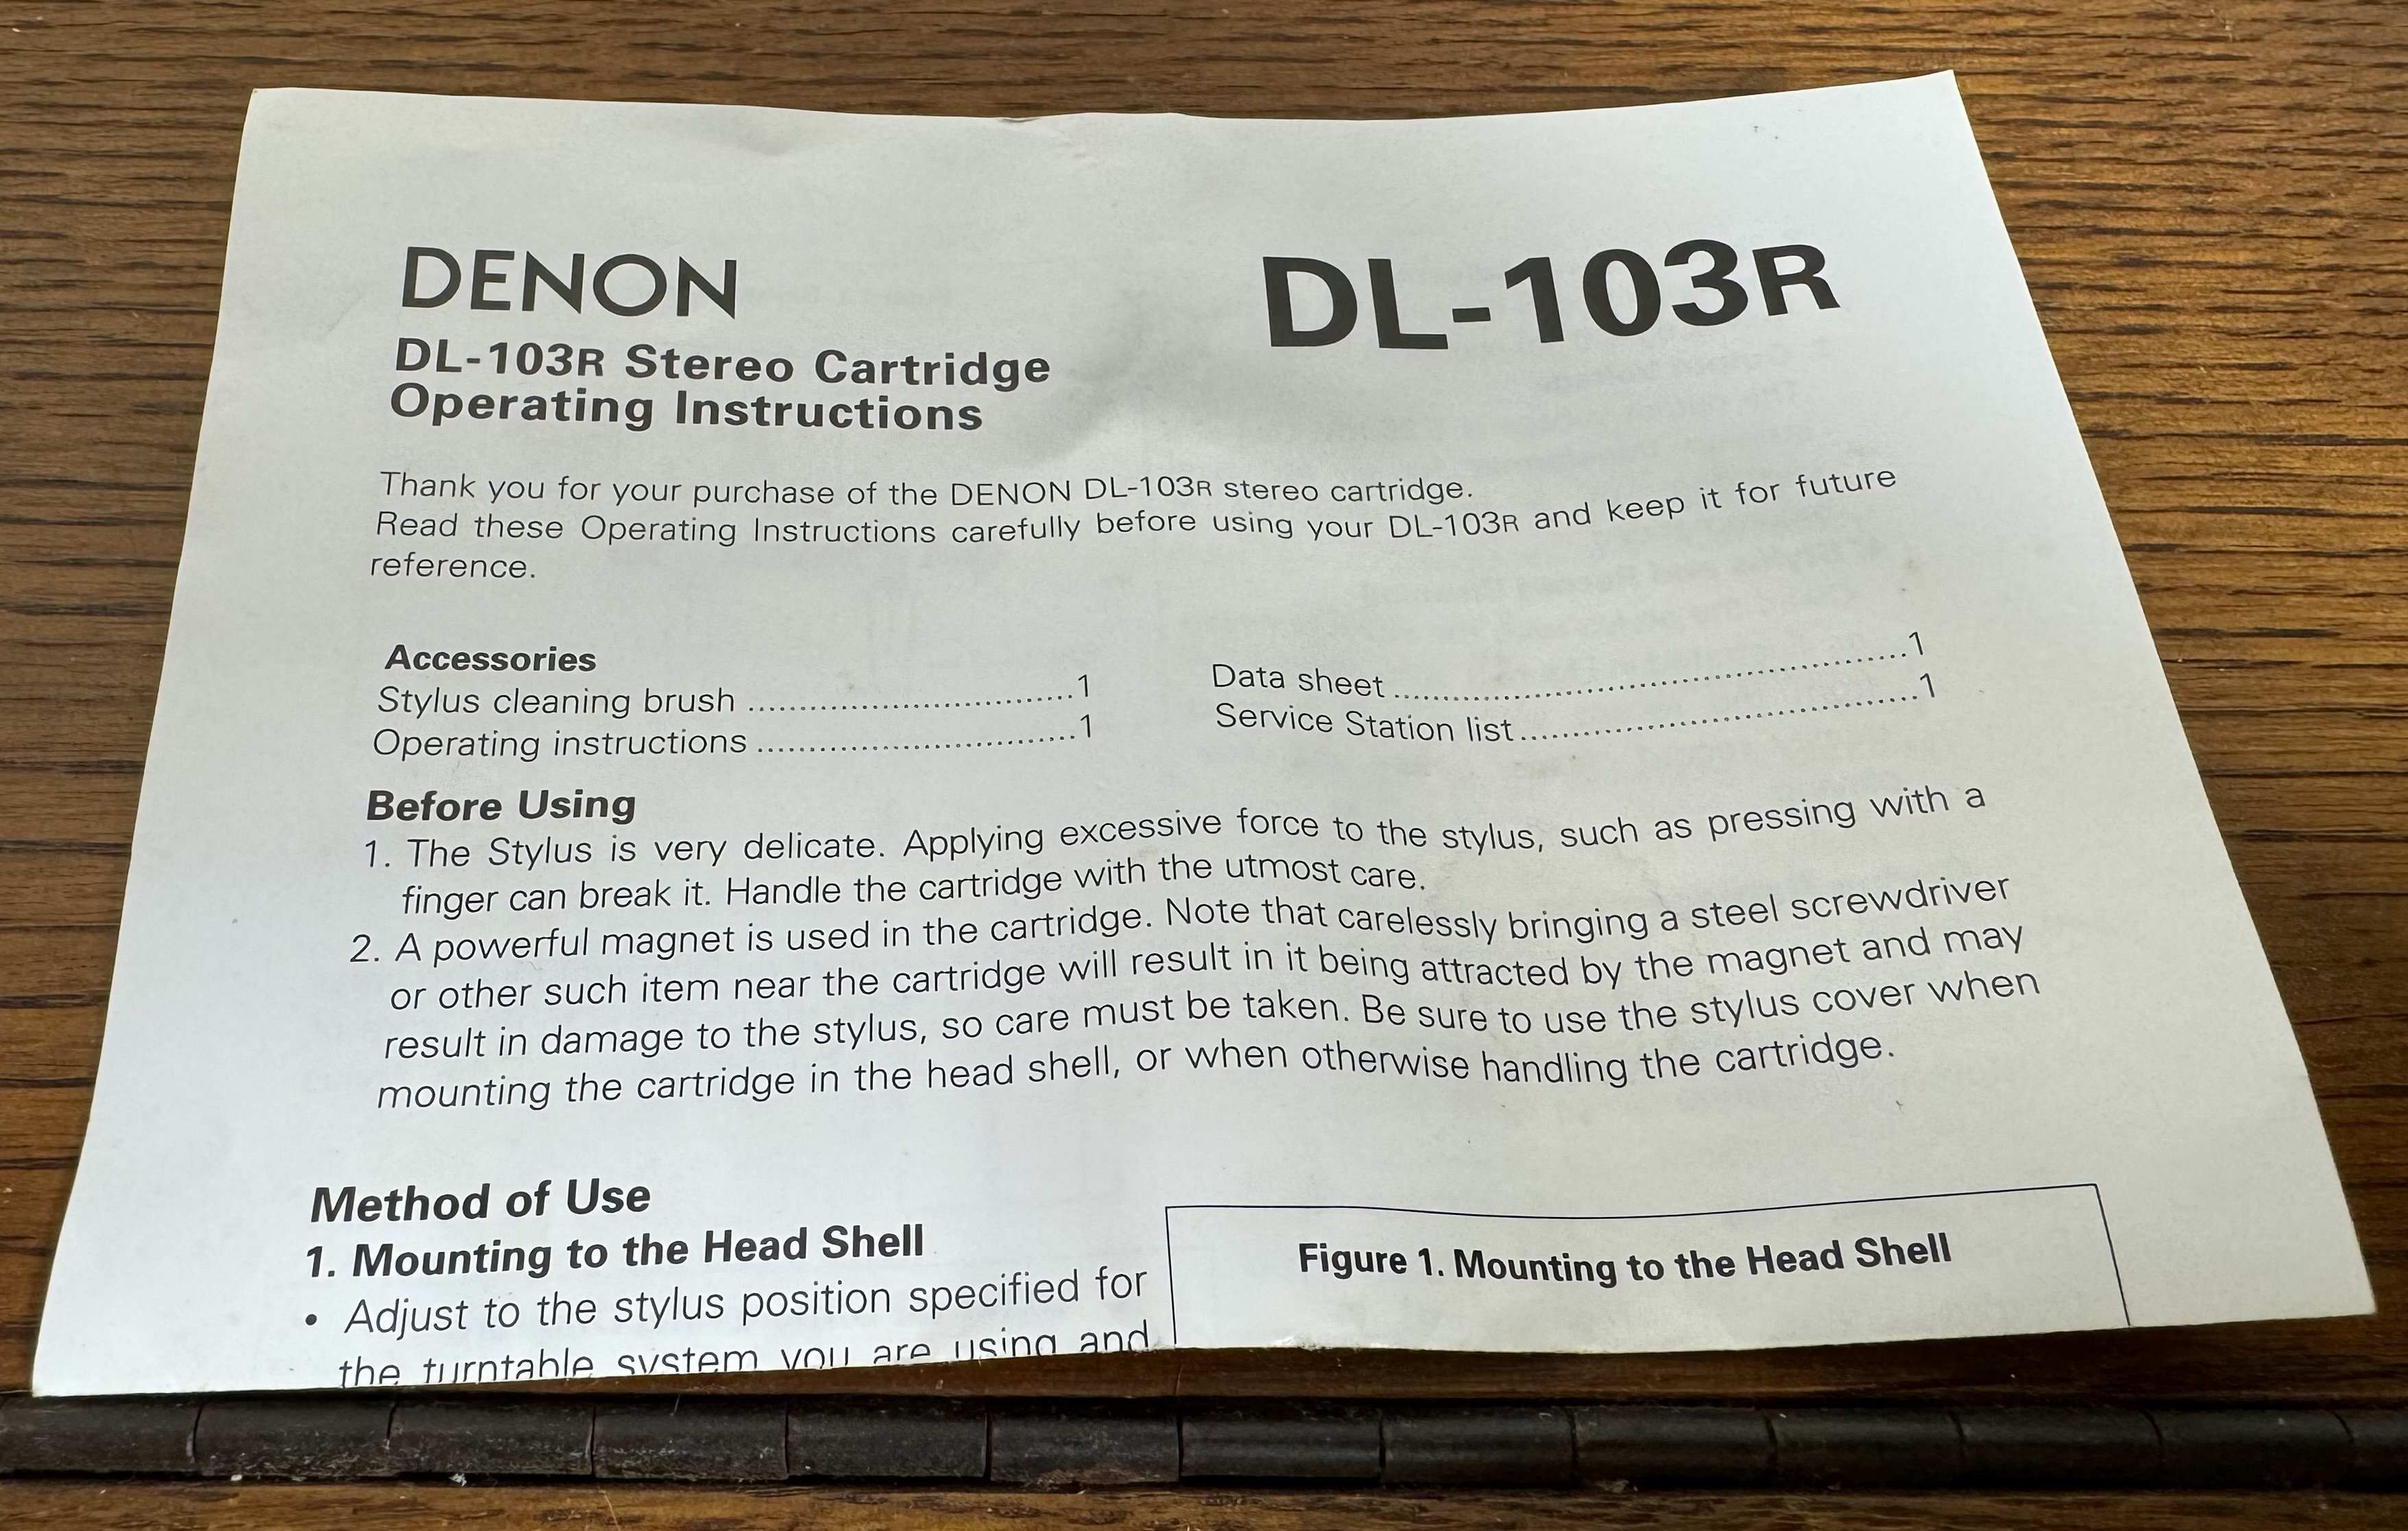 DENON
DL-103R
DL-103R Stereo Cartridge
Operating Instructions
Thank you for your purchase of the DENON DL-103R stereo cartridge.
Read these Operating Instructions carefully before using your DL-103R and keep it for future
reference.
Accessories
Stylus cleaning brush ........................................1
Operating instructions .......................................1
Data sheet ...............................................................1
Service Station list................................................1
Before Using
1. The Stylus is very delicate. Applying excessive force to the stylus, such as pressing with a
finger can break it. Handle the cartridge with the utmost care.
2. A powerful magnet is used in the cartridge. Note that carelessly bringing a steel screwdriver
or other such item near the cartridge will result in it being attracted by the magnet and may
result in damage to the stylus, so care must be taken. Be sure to use the stylus cover when
mounting the cartridge in the head shell, or when otherwise handling the cartridge.
Method of Use
1. Mounting to the Head Shell
• Adjust to the stylus position specified for
the turntable system you are using and
Figure 1. Mounting to the Head Shell